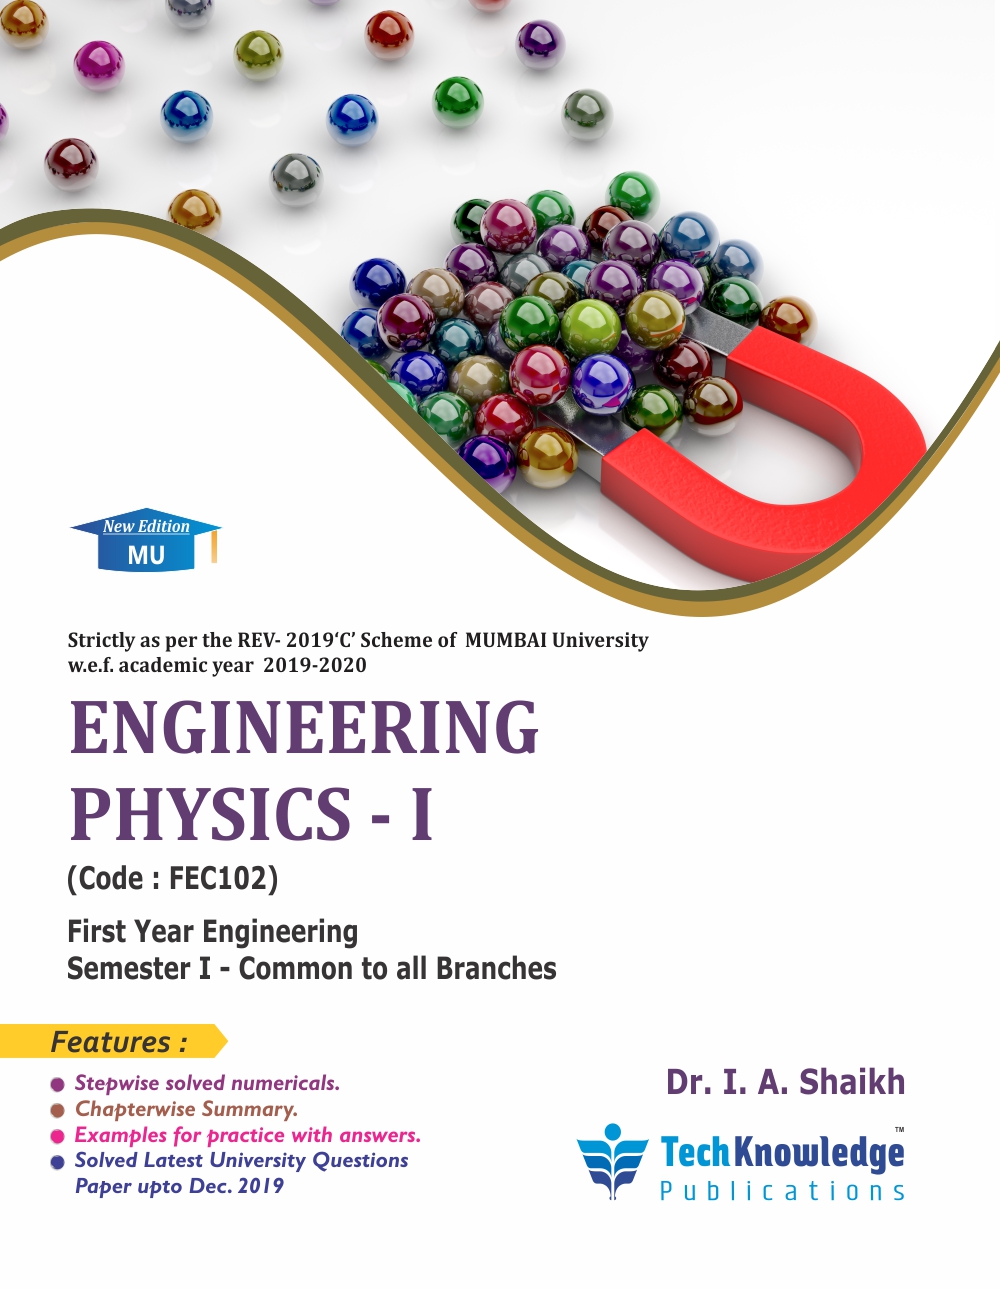 New Edition
MU
Strictly as per the REV- 2019‘C’ Scheme of MUMBAI University
w.e.f. academic year 2019-2020
ENGINEERING
PHYSICS - I
(Code : FEC102)
First Year Engineering
Semester I - Common to all Branches
Features :
Stepwise solved numericals.
Chapterwise Summary.
Examples for practice with answers.
Solved Latest University Questions
Paper upto Dec. 2019
Dr. I. A. Shaikh
TechKnowledge™
Publications